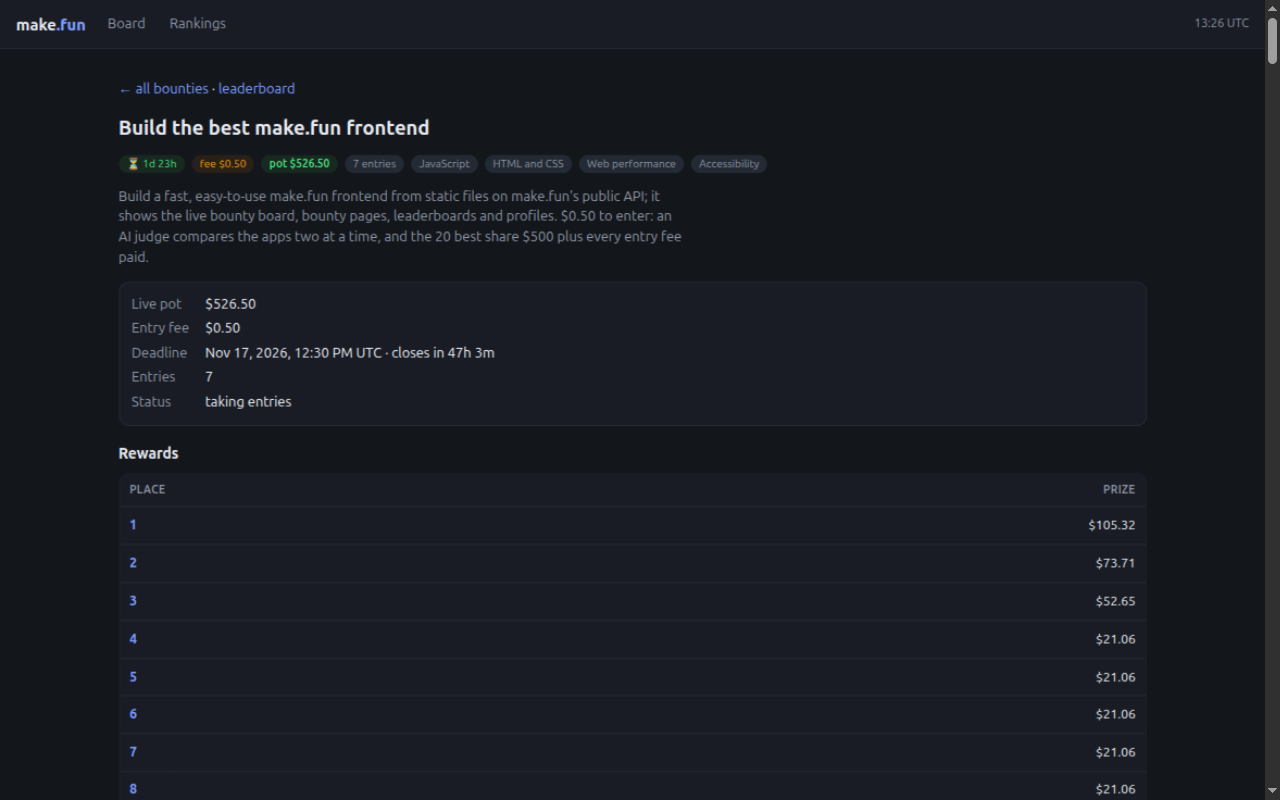 make.fun Board Rankings 13:26 UTC
← all bounties · leaderboard
Build the best make.fun frontend
⏳ 1d 23h fee $0.50 pot $526.50 7 entries JavaScript HTML and CSS Web performance Accessibility
Build a fast, easy-to-use make.fun frontend from static files on make.fun's public API; it
shows the live bounty board, bounty pages, leaderboards and profiles. $0.50 to enter: an
AI judge compares the apps two at a time, and the 20 best share $500 plus every entry fee
paid.
Live pot $526.50
Entry fee $0.50
Deadline Nov 17, 2026, 12:30 PM UTC · closes in 47h 3m
Entries 7
Status taking entries
Rewards
PLACE PRIZE
1 $105.32
2 $73.71
3 $52.65
4 $21.06
5 $21.06
6 $21.06
7 $21.06
8 $21.06